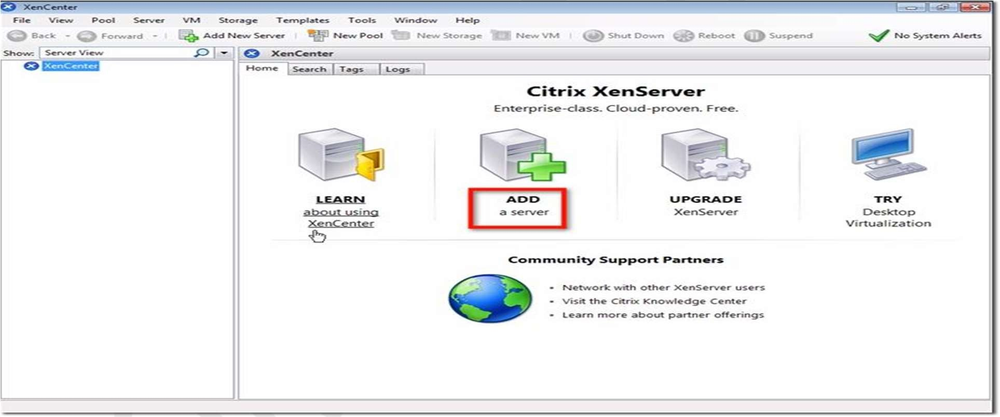 XenCenter
File View Pool Server VM Storage Templates Tools Window Help
Back Forward Add New Server New Pool New Storage New VM Shut Down Reboot Suspend No System Alerts
Show: Server View
XenCenter
XenCenter
Home Search Tags Logs
Citrix XenServer
Enterprise-class. Cloud-proven. Free.
LEARN
about using
XenCenter
ADD
a server
UPGRADE
XenServer
TRY
Desktop
Virtualization
Community Support Partners
• Network with other XenServer users
• Visit the Citrix Knowledge Center
• Learn more about partner offerings